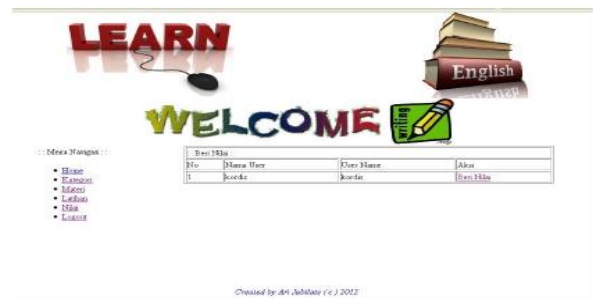 LEARN
English
WELCOME
writing
: : Menu Navigasi : :
Home
Kategori
Materi
Latihan
Nilai
Logout
: : Beri Nilai
No Nama User User Name Aksi
1 kordis kordis Beri Nilai
Created by Ari Jubilate ( c ) 2012